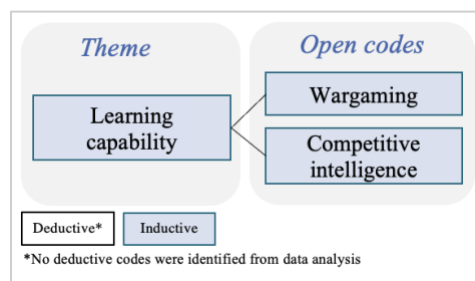 Theme
Open codes
Learning
capability
Wargaming
Competitive
intelligence
Deductive*
Inductive
*No deductive codes were identified from data analysis